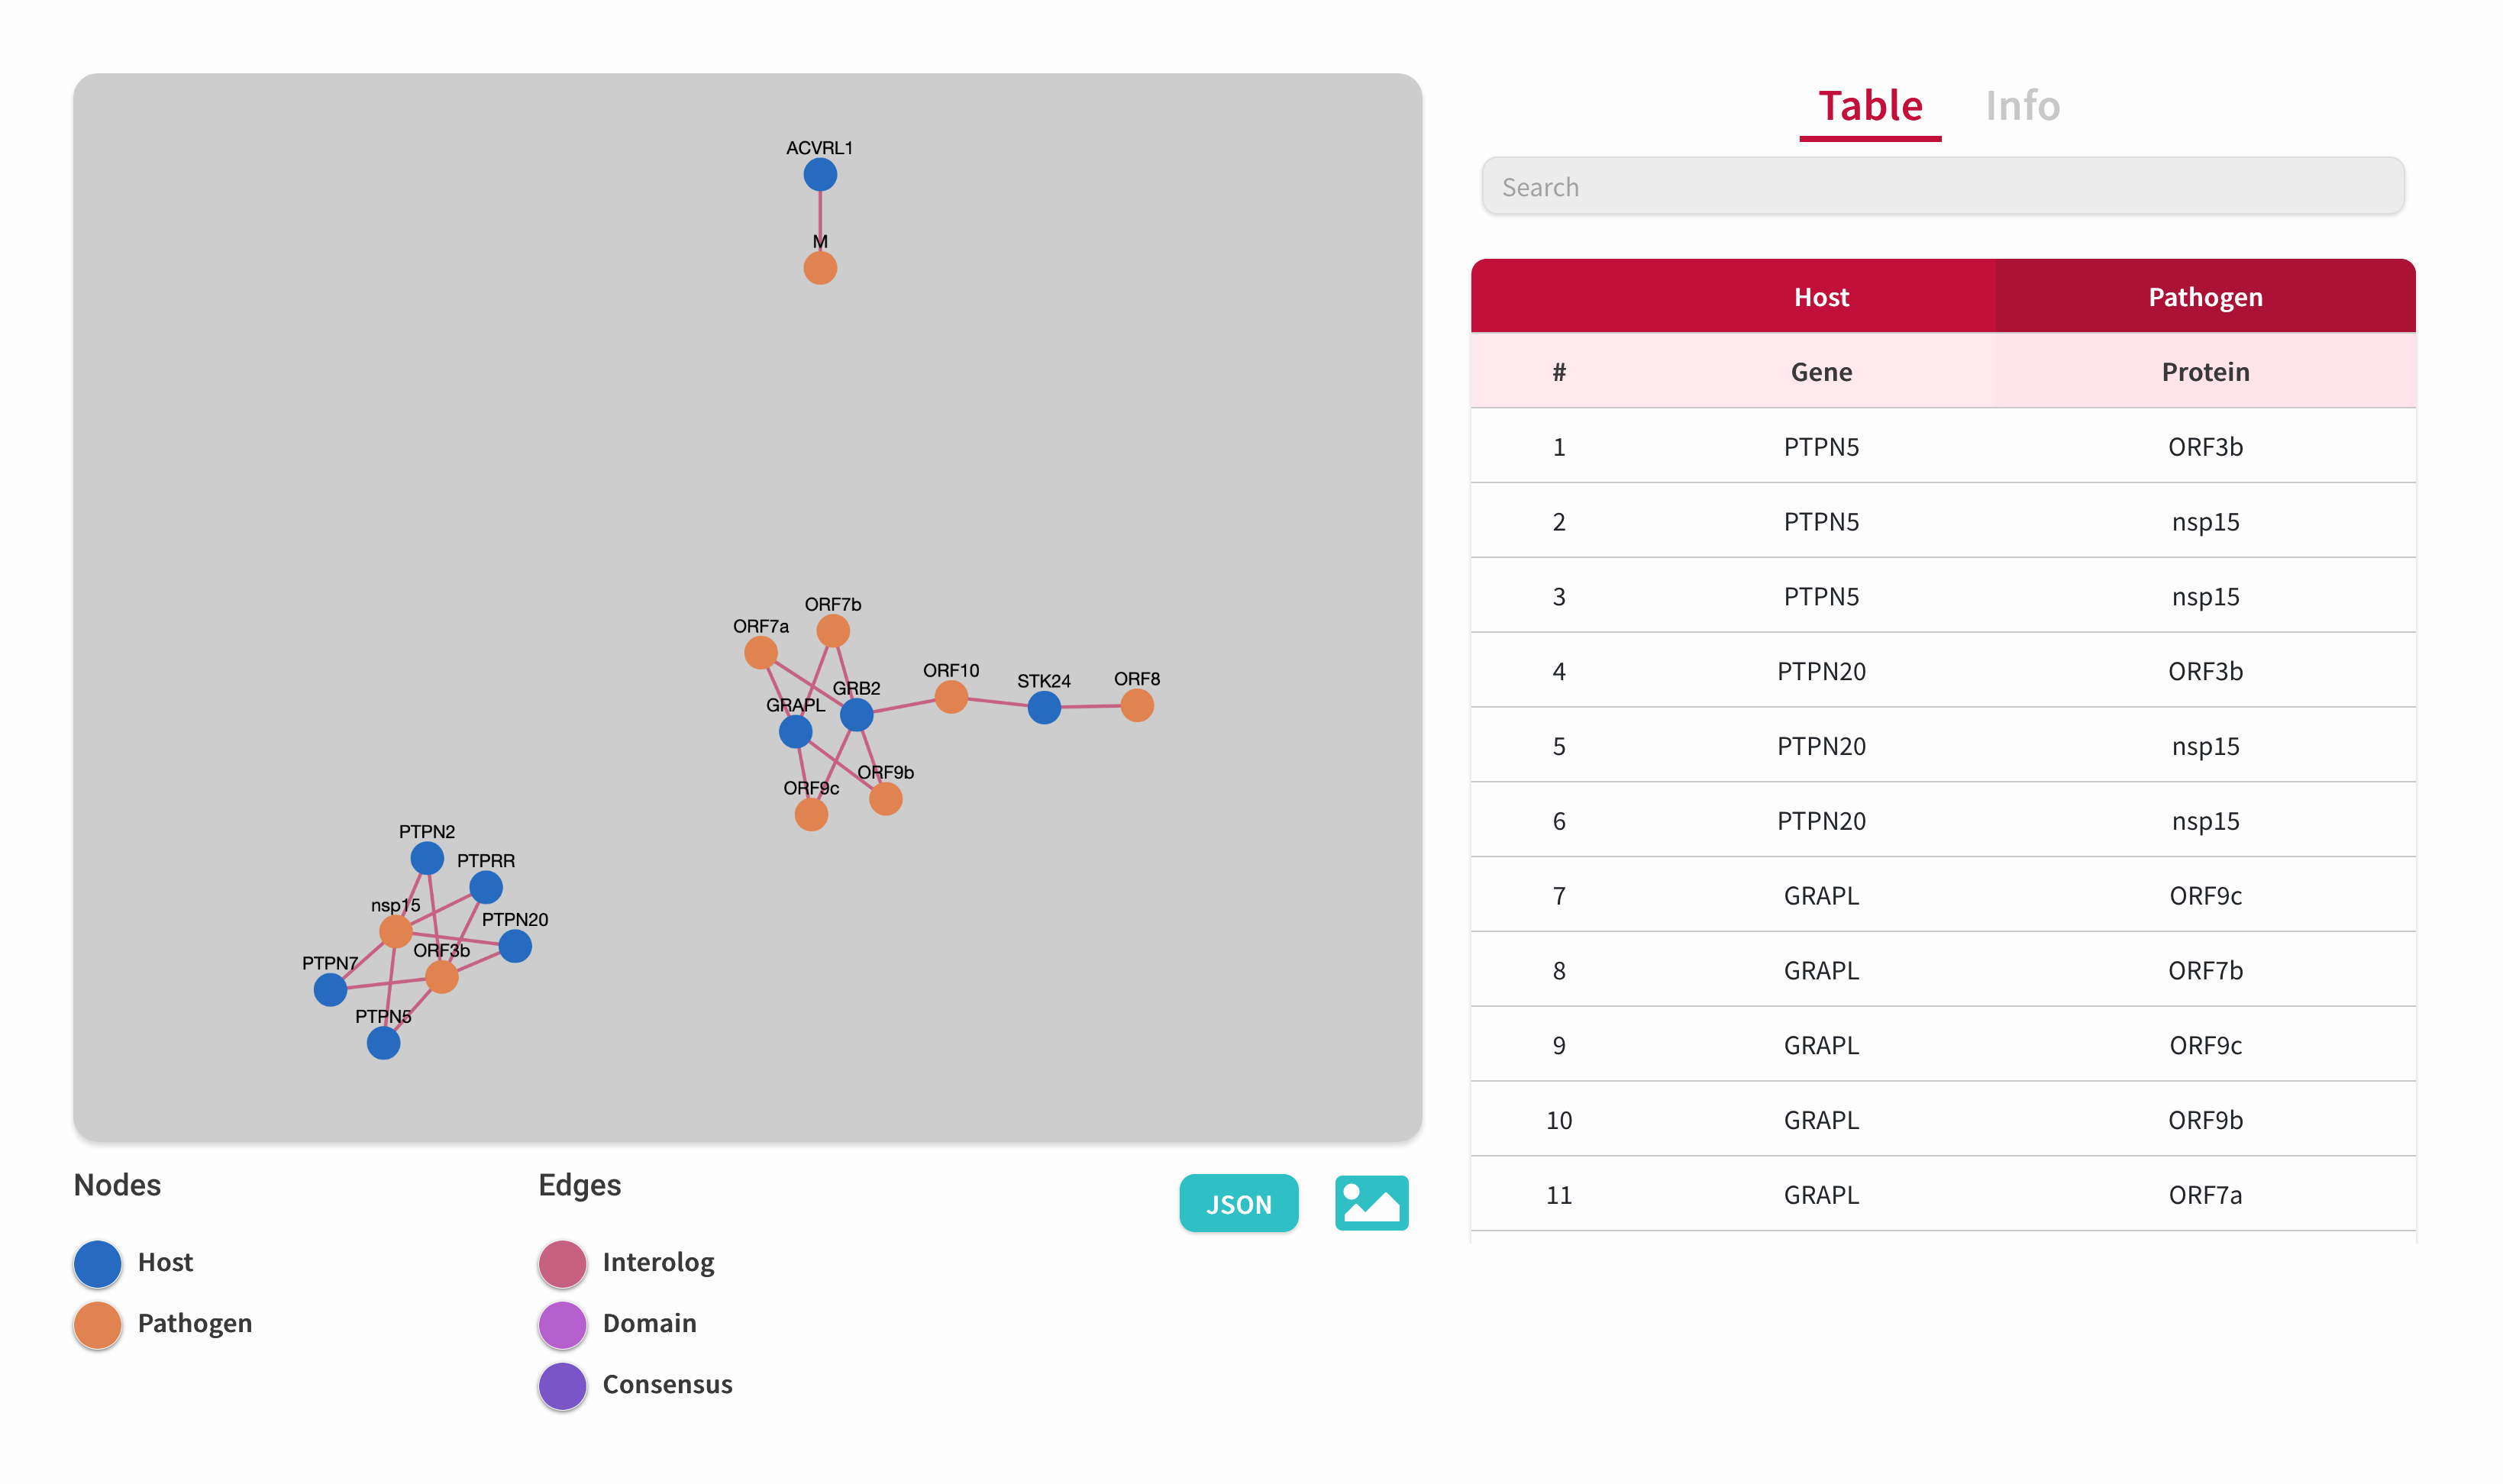 ACVRL1
M
ORF7b
ORF7a
ORF10
STK24
ORF8
GRB2
GRAPL
ORF9b
ORF9c
PTPN2
PTPRR
nsp15
PTPN20
ORF3b
PTPN7
PTPN5
Nodes
Host
Pathogen
Edges
Interolog
Domain
Consensus
JSON
Table Info
Search
Host Pathogen
# Gene Protein
1 PTPN5 ORF3b
2 PTPN5 nsp15
3 PTPN5 nsp15
4 PTPN20 ORF3b
5 PTPN20 nsp15
6 PTPN20 nsp15
7 GRAPL ORF9c
8 GRAPL ORF7b
9 GRAPL ORF9c
10 GRAPL ORF9b
11 GRAPL ORF7a